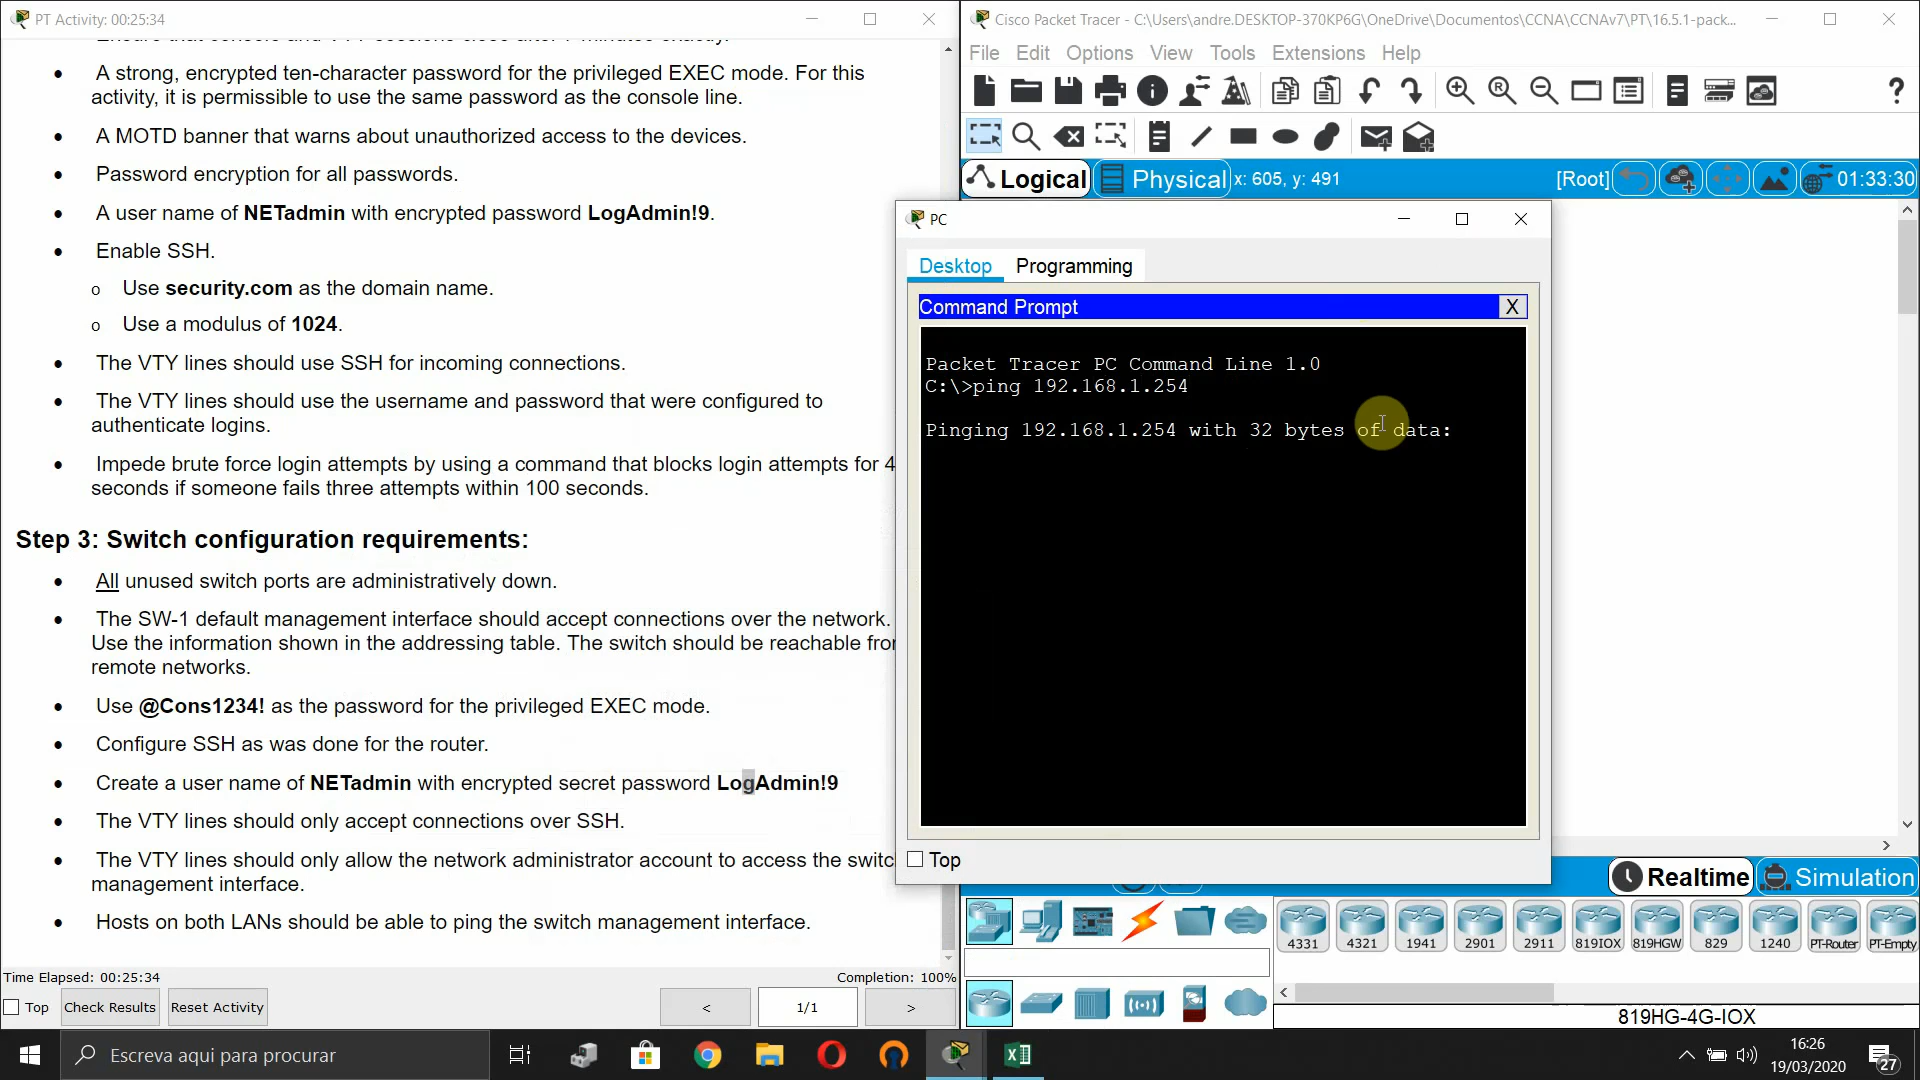 PT Activity: 00:25:34
Ensure that console and VTY sessions close after 7 minutes exactly.
A strong, encrypted ten-character password for the privileged EXEC mode. For this
activity, it is permissible to use the same password as the console line.
A MOTD banner that warns about unauthorized access to the devices.
Password encryption for all passwords.
A user name of NETadmin with encrypted password LogAdmin!9.
Enable SSH.
o Use security.com as the domain name.
o Use a modulus of 1024.
The VTY lines should use SSH for incoming connections.
The VTY lines should use the username and password that were configured to
authenticate logins.
Impede brute force login attempts by using a command that blocks login attempts for 4
seconds if someone fails three attempts within 100 seconds.
Step 3: Switch configuration requirements:
All unused switch ports are administratively down.
The SW-1 default management interface should accept connections over the network.
Use the information shown in the addressing table. The switch should be reachable fro
remote networks.
Use @Cons1234! as the password for the privileged EXEC mode.
Configure SSH as was done for the router.
Create a user name of NETadmin with encrypted secret password LogAdmin!9
The VTY lines should only accept connections over SSH.
The VTY lines should only allow the network administrator account to access the switc
management interface.
Hosts on both LANs should be able to ping the switch management interface.
Time Elapsed: 00:25:34
Completion: 100%
Top
Check Results
Reset Activity
<
1/1
>
Cisco Packet Tracer - C:\Users\andre.DESKTOP-370KP6G\OneDrive\Documentos\CCNA\CCNAv7\PT\16.5.1-pack...
File Edit Options View Tools Extensions Help
Logical
Physical
x: 605, y: 491
[Root]
01:33:30
PC
Desktop
Programming
Command Prompt
X
Packet Tracer PC Command Line 1.0
C:\>ping 192.168.1.254
Pinging 192.168.1.254 with 32 bytes of data:
Top
Realtime
Simulation
4331
4321
1941
2901
2911
819IOX
819HGW
829
1240
PT-Router
PT-Empty
819HG-4G-IOX
Escreva aqui para procurar
16:26
19/03/2020
27